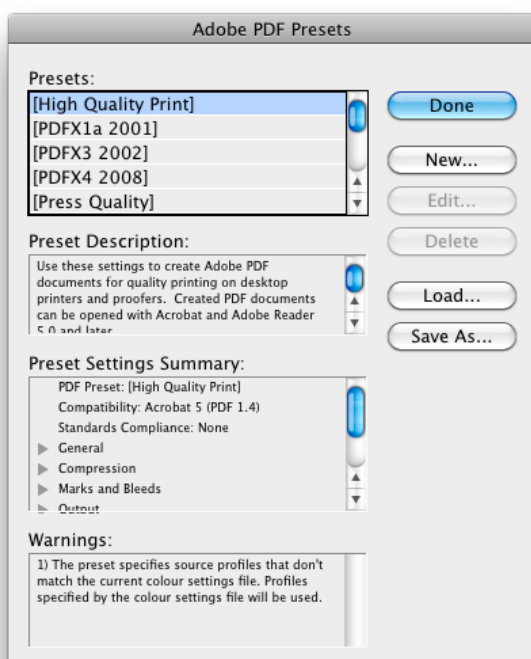 Adobe PDF Presets
Presets:
[High Quality Print]
[PDFX1a 2001]
[PDFX3 2002]
[PDFX4 2008]
[Press Quality]
Done
New...
Edit...
Delete
Load...
Save As...
Preset Description:
Use these settings to create Adobe PDF
documents for quality printing on desktop
printers and proofers.  Created PDF documents
can be opened with Acrobat and Adobe Reader
5.0 and later.
Preset Settings Summary:
PDF Preset: [High Quality Print]
Compatibility: Acrobat 5 (PDF 1.4)
Standards Compliance: None
General
Compression
Marks and Bleeds
Output
Warnings:
1) The preset specifies source profiles that don't
match the current colour settings file. Profiles
specified by the colour settings file will be used.